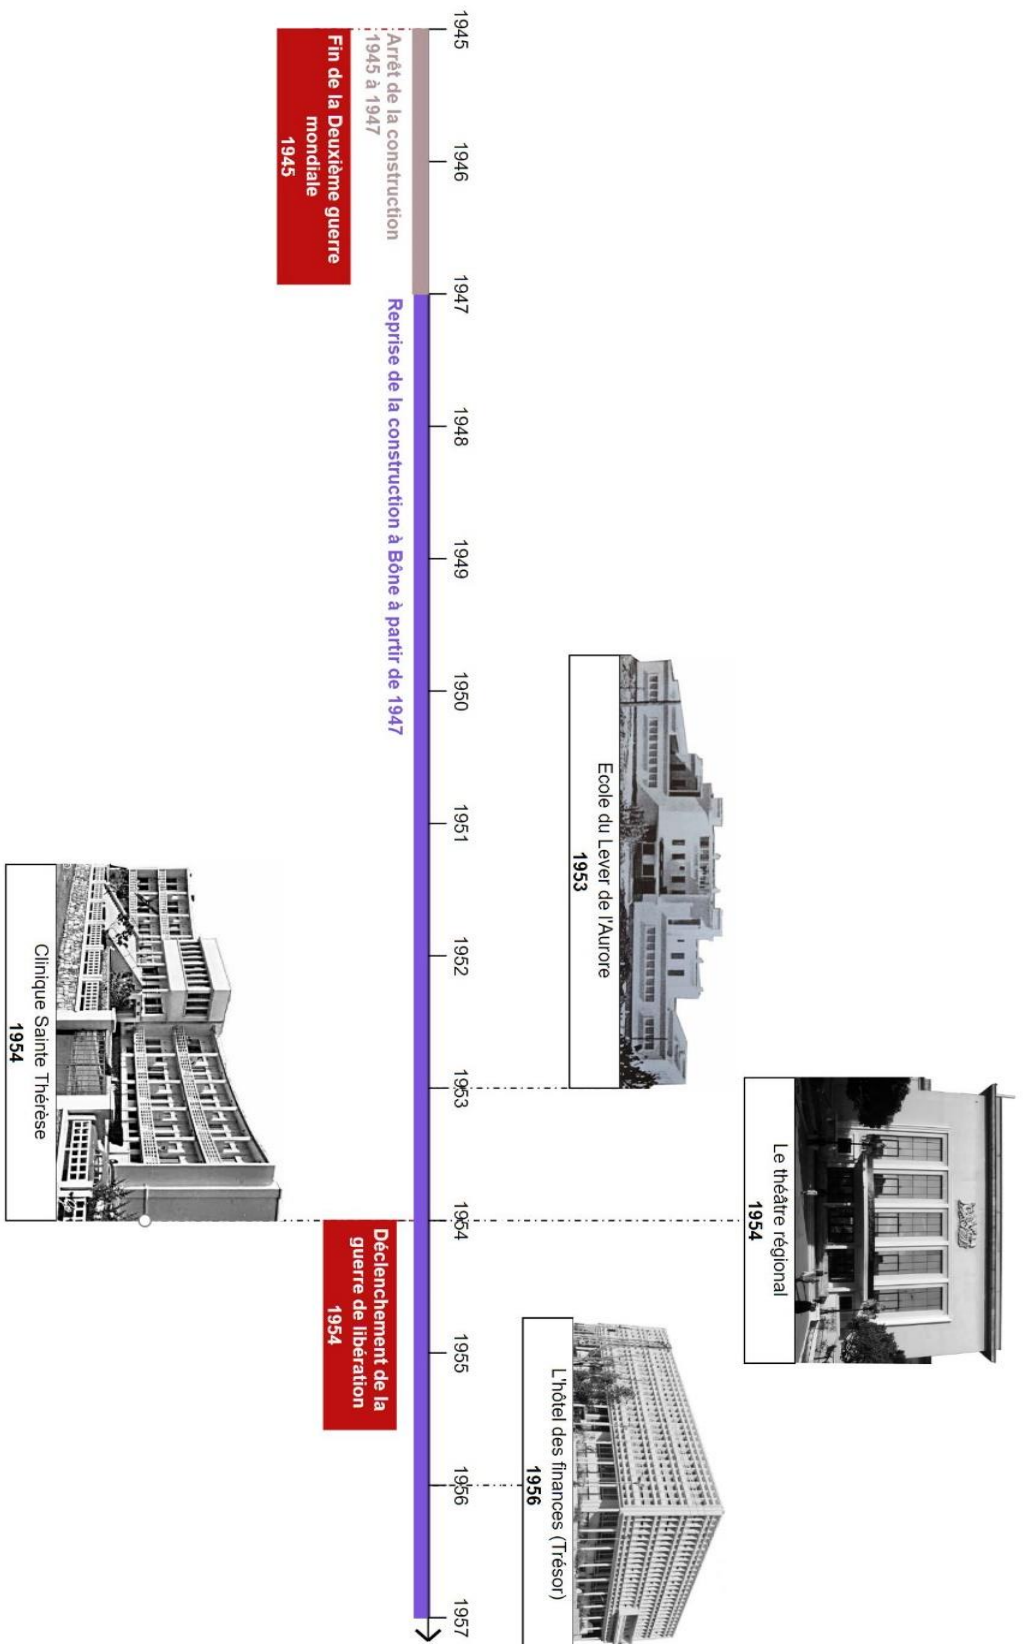 Le théâtre régional
1954
Ecole du Lever de l'Aurore
1953
L'hôtel des finances (Trésor)
1956
1945
1946
1947
1948
1949
1950
1951
1952
1953
1954
1955
1956
1957
Arrêt de la construction
1945 à 1947
Reprise de la construction à Bône à partir de 1947
Fin de la Deuxième guerre
mondiale
1945
Déclenchement de la
guerre de libération
1954
Clinique Sainte Thérèse
1954